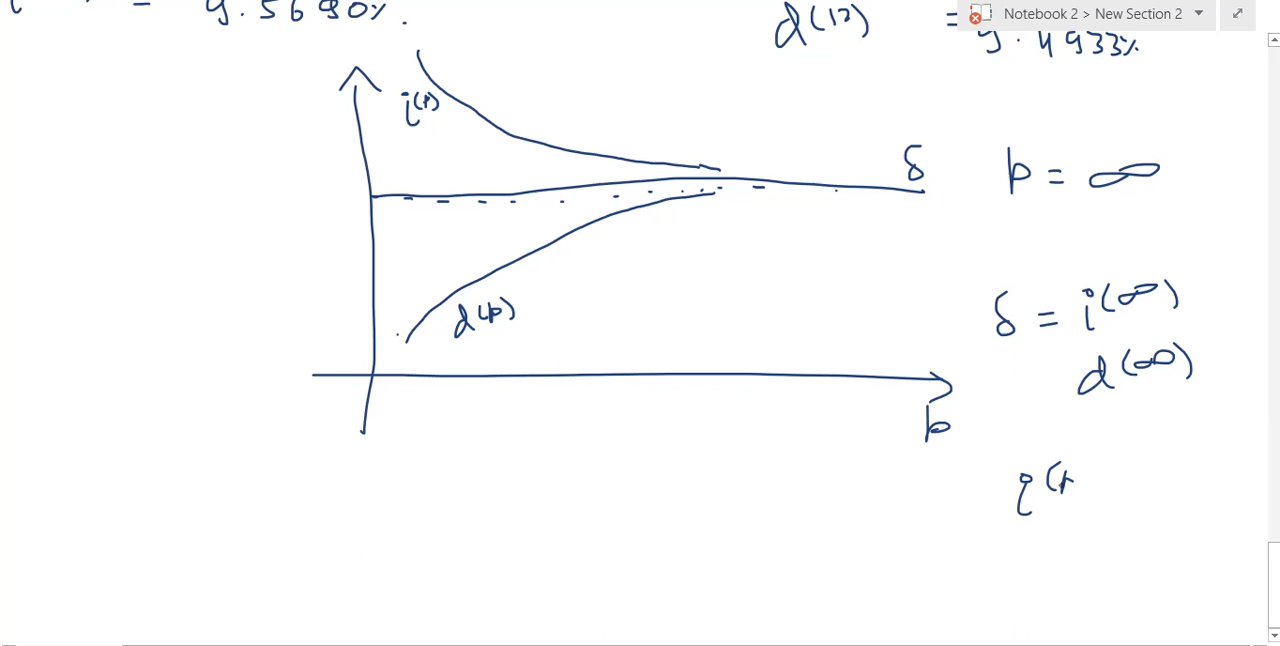 = 9.5690%.
d(12) = 9.4933%
Notebook 2 > New Section 2
i(p)
δ
p = ∞
d(p)
δ = i(∞)
d(∞)
p
i(